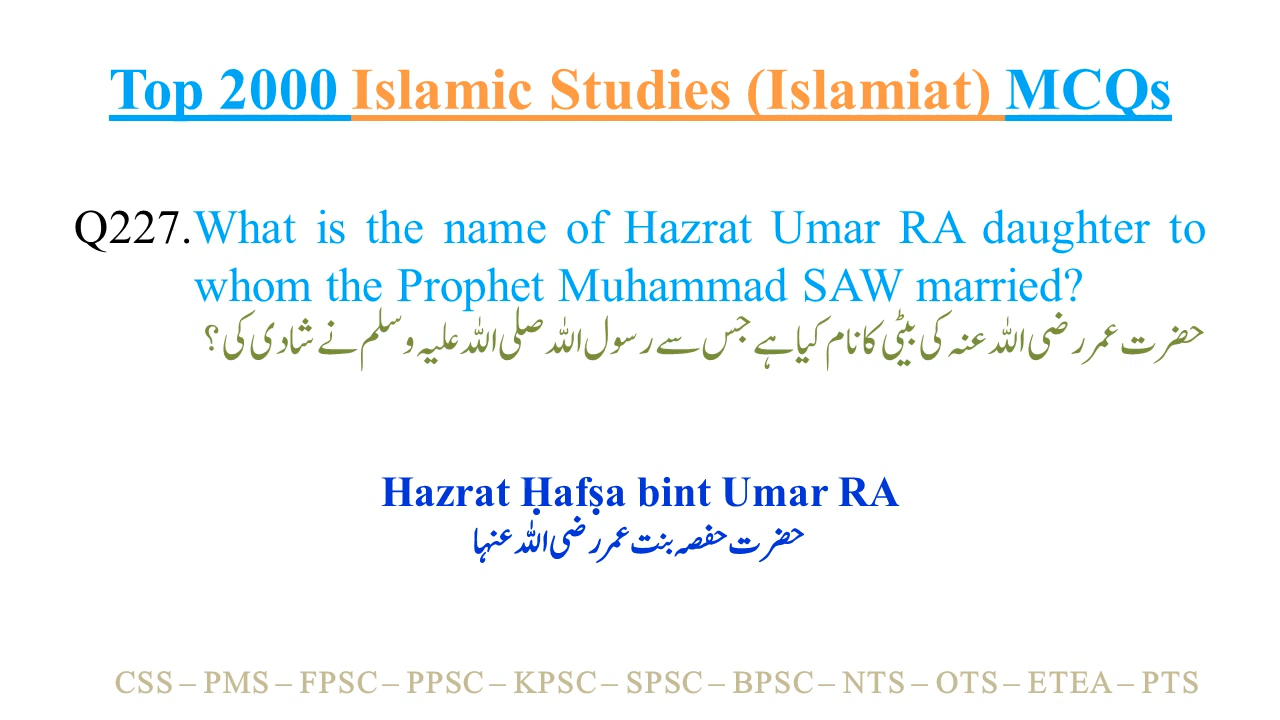 Top 2000 Islamic Studies (Islamiat) MCQs
Q227.What is the name of Hazrat Umar RA daughter to
whom the Prophet Muhammad SAW married?
حضرت عمر رضی اللہ عنہ کی بیٹی کا نام کیا ہے جس سے رسول اللہ صلی اللہ علیہ وسلم نے شادی کی؟
Hazrat Ḥafṣa bint Umar RA
حضرت حفصہ بنت عمر رضی اللہ عنہا
CSS – PMS – FPSC – PPSC – KPSC – SPSC – BPSC – NTS – OTS – ETEA – PTS